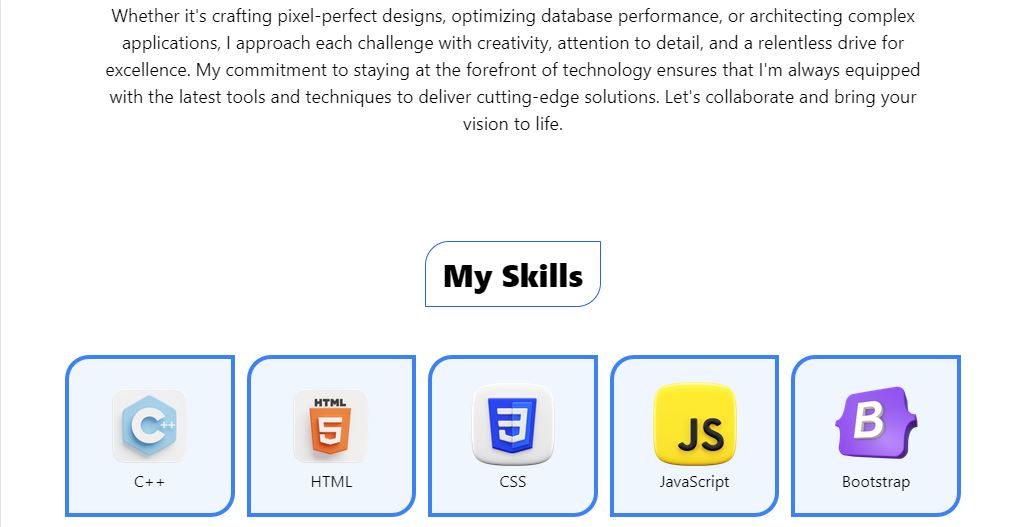 Whether it's crafting pixel-perfect designs, optimizing database performance, or architecting complex
applications, I approach each challenge with creativity, attention to detail, and a relentless drive for
excellence. My commitment to staying at the forefront of technology ensures that I'm always equipped
with the latest tools and techniques to deliver cutting-edge solutions. Let's collaborate and bring your
vision to life.
My Skills
C++
HTML
5
3
JS
B
C++
HTML
CSS
JavaScript
Bootstrap